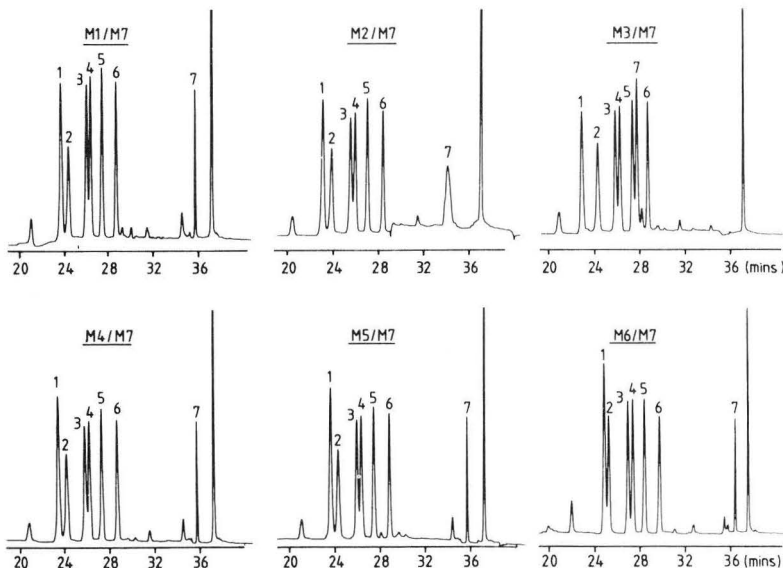 M1/M7
1 2 3 4 5 6 7
20 24 28 32 36
M2/M7
1 2 3 4 5 6 7
20 24 28 32 36
M3/M7
1 2 3 4 5 7 6
20 24 28 32 36 (mins)
M4/M7
1 2 3 4 5 6 7
20 24 28 32 36
M5/M7
1 2 3 4 5 6 7
20 24 28 32 36
M6/M7
1 2 3 4 5 6 7
20 24 28 32 36 (mins)